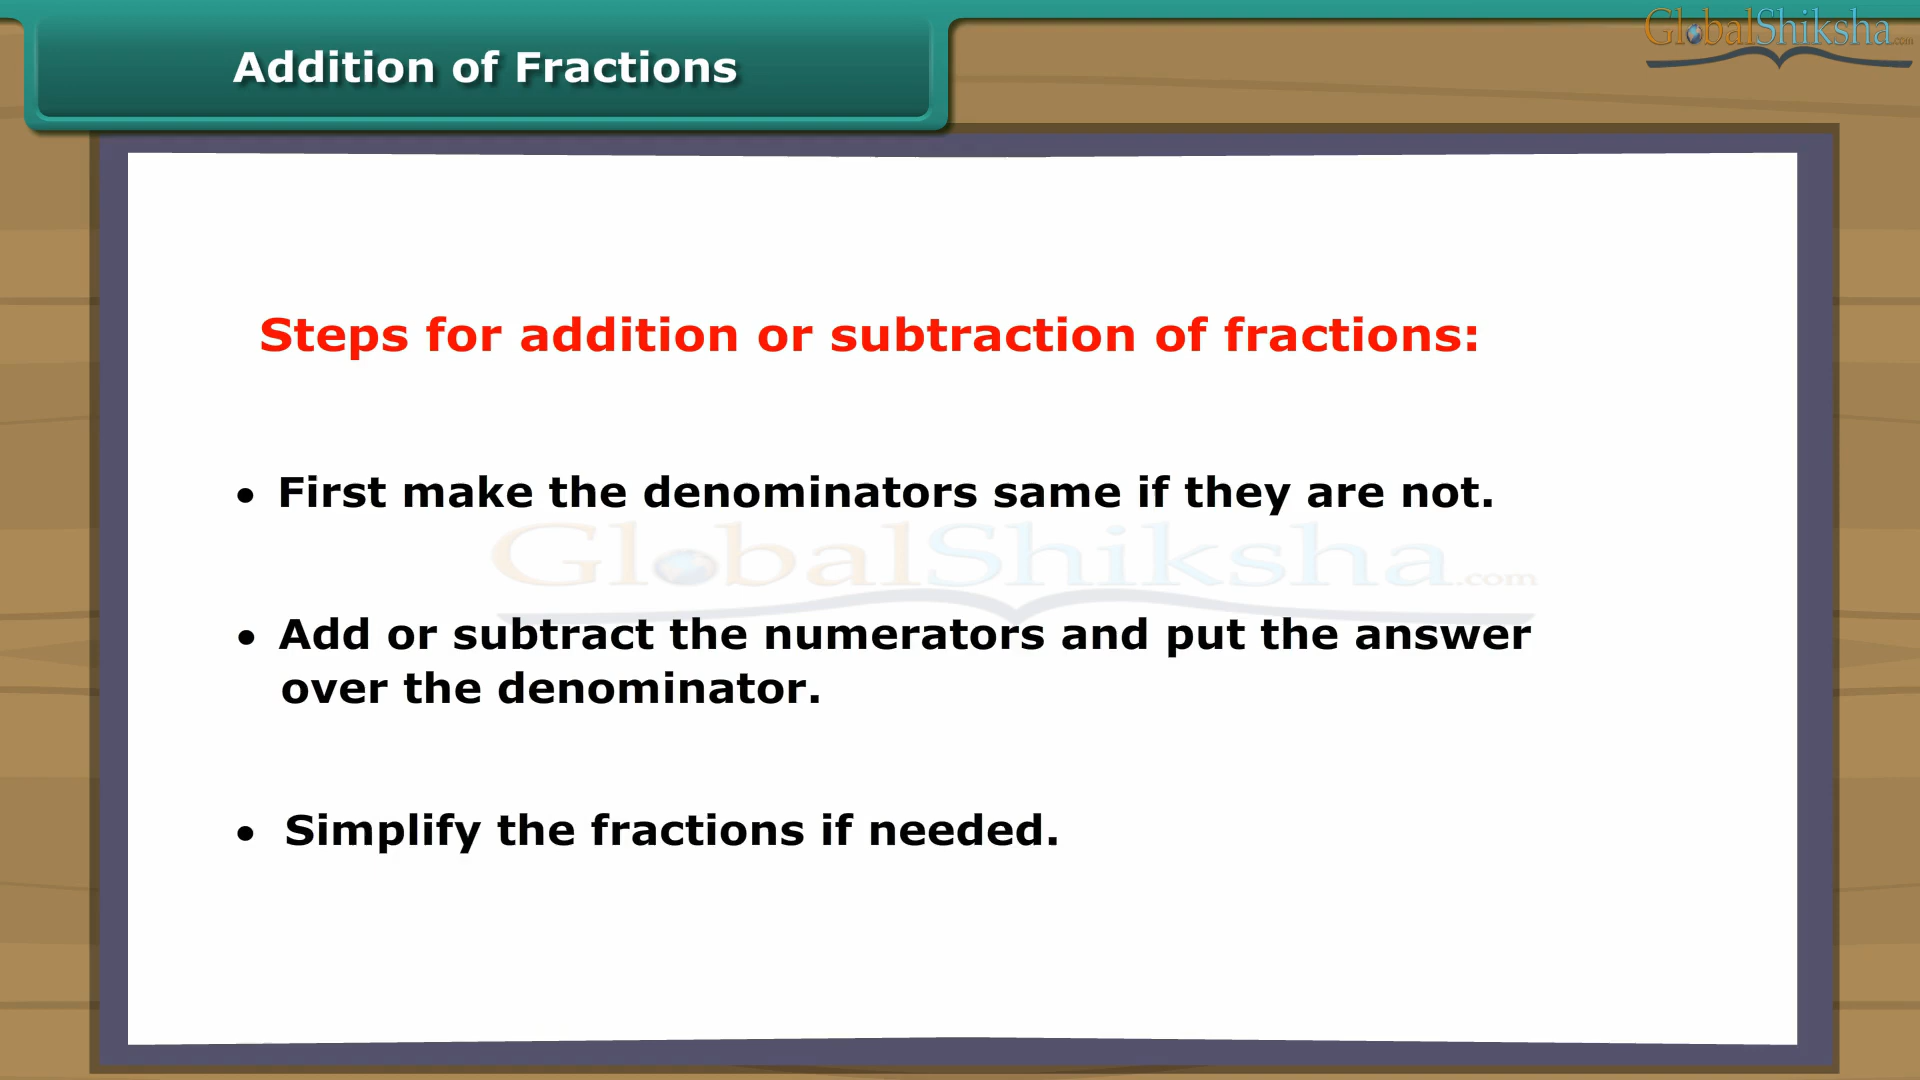 Addition of Fractions
GlobalShiksha.com
Steps for addition or subtraction of fractions:
• First make the denominators same if they are not.
GlobalShiksha.com
• Add or subtract the numerators and put the answer
over the denominator.
• Simplify the fractions if needed.